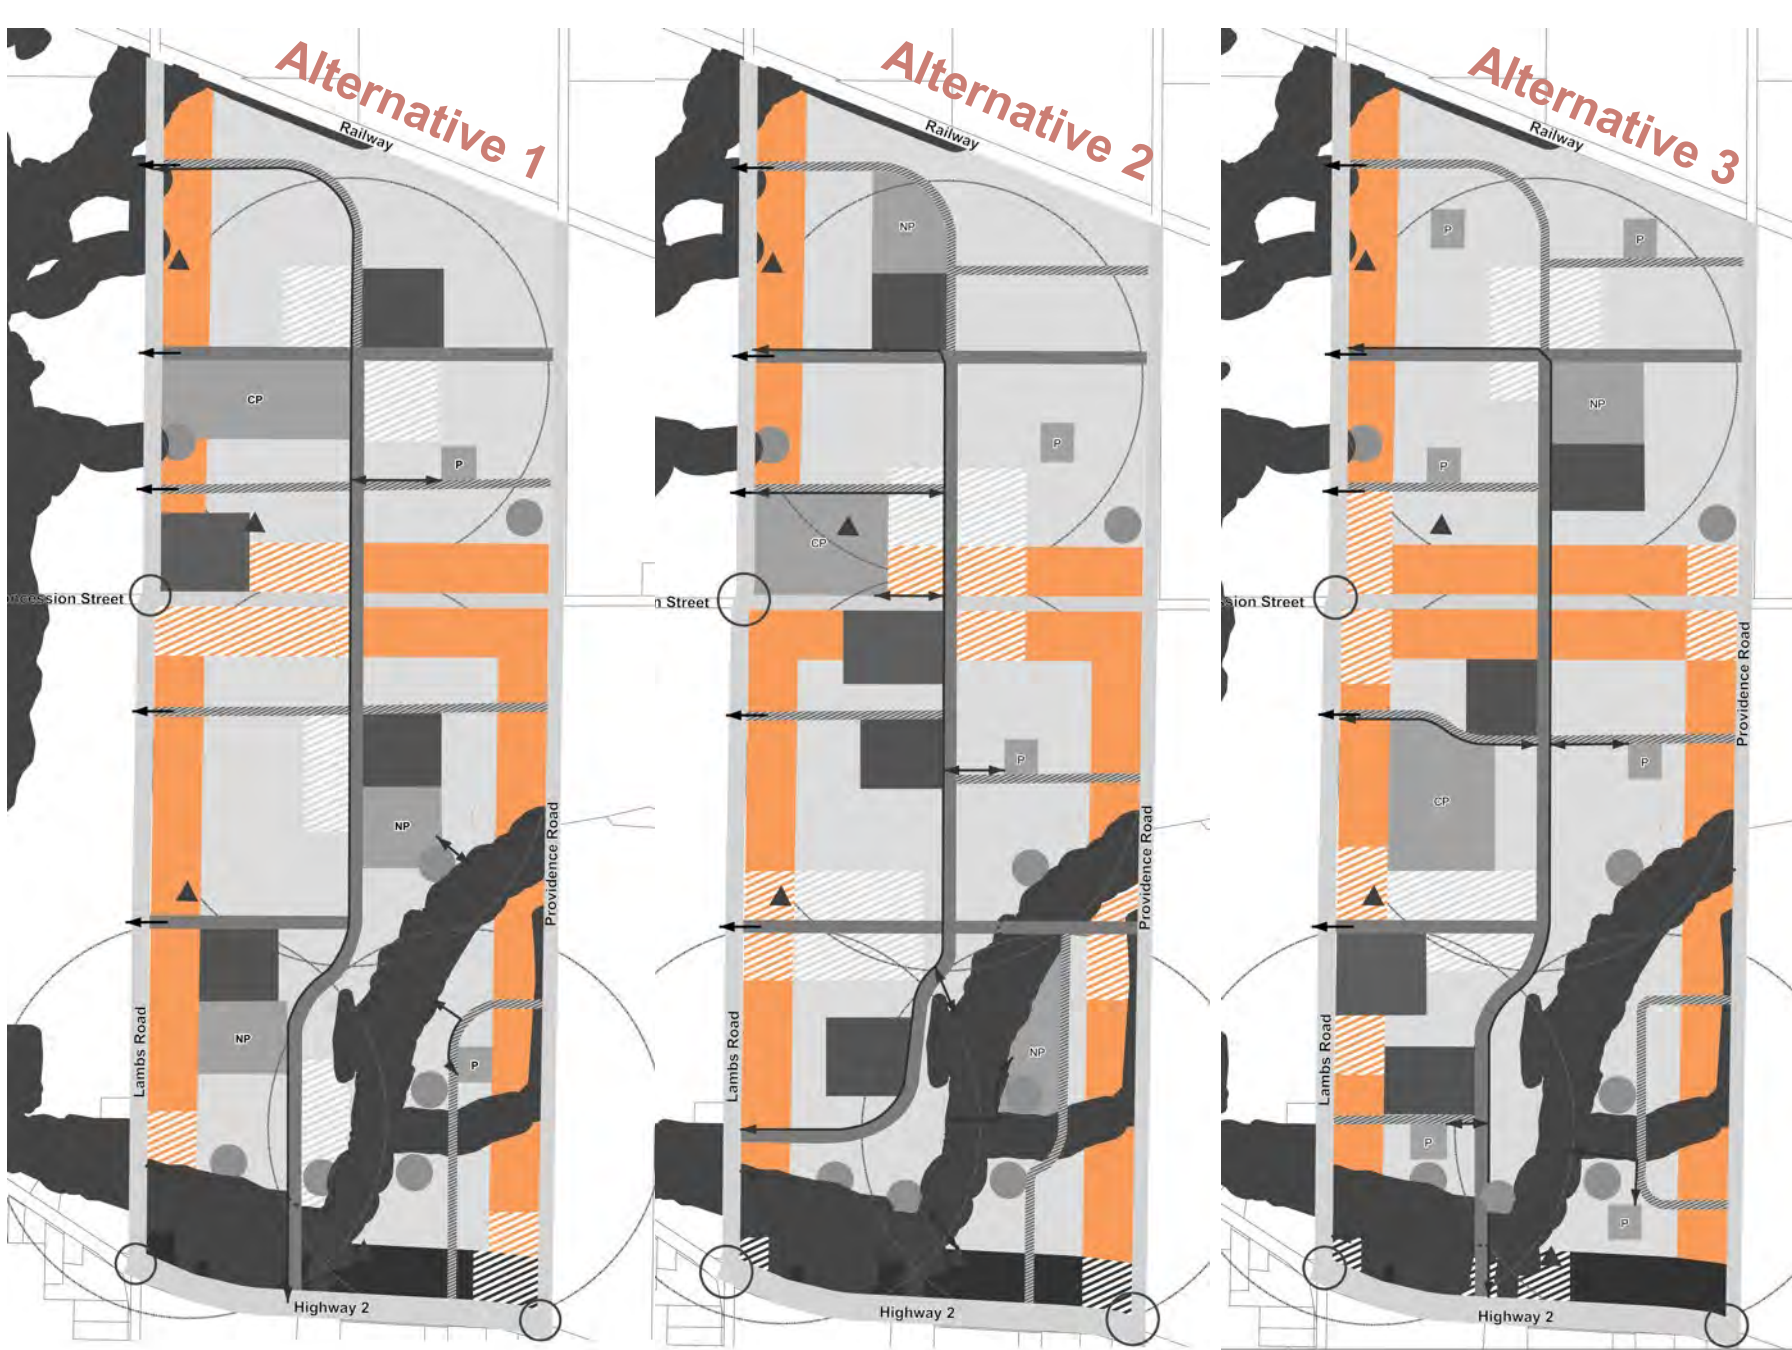 Alternative 1
Railway
CP
P
ncession Street
NP
Providence Road
NP
P
Lambs Road
Highway 2
Alternative 2
Railway
NP
P
CP
n Street
P
Providence Road
NP
Lambs Road
Highway 2
Alternative 3
Railway
P
P
NP
P
sion Street
Providence Road
P
CP
Lambs Road
P
P
Highway 2